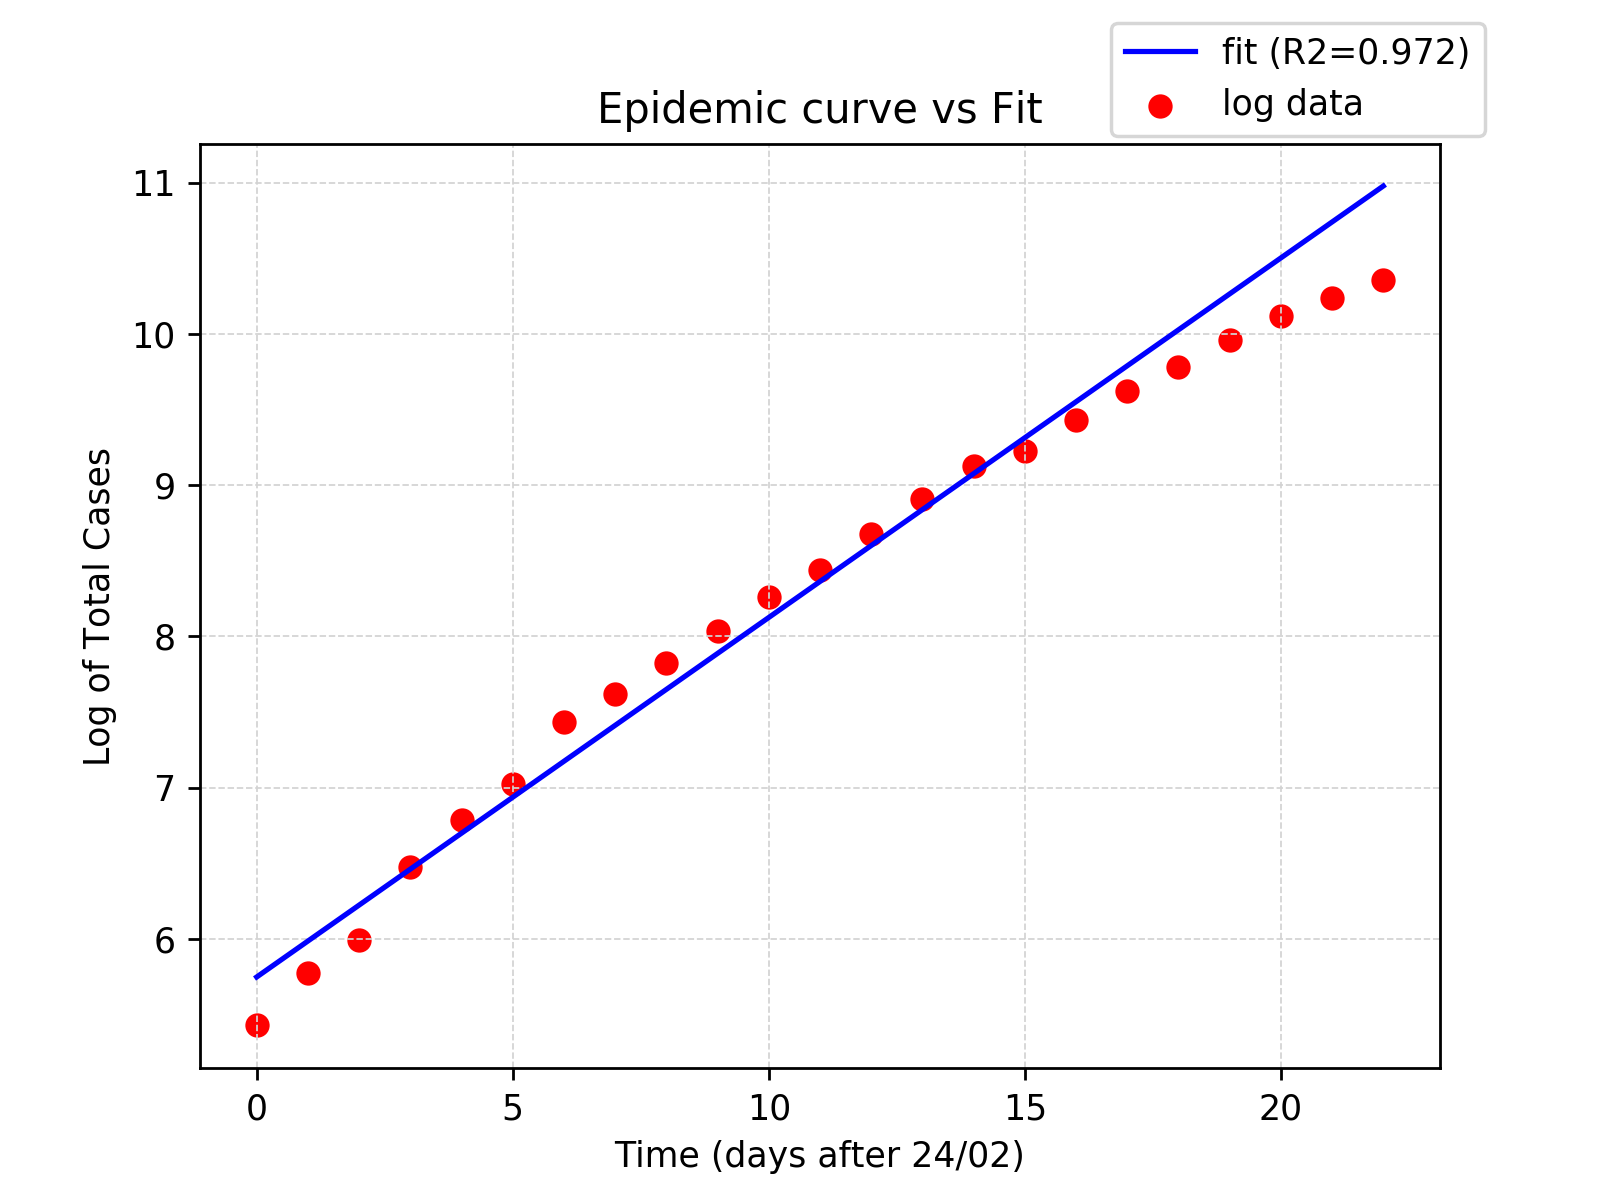 fit (R2=0.972)
log data
Epidemic curve vs Fit
11
10
9
8
7
6
Log of Total Cases
0 5 10 15 20
Time (days after 24/02)